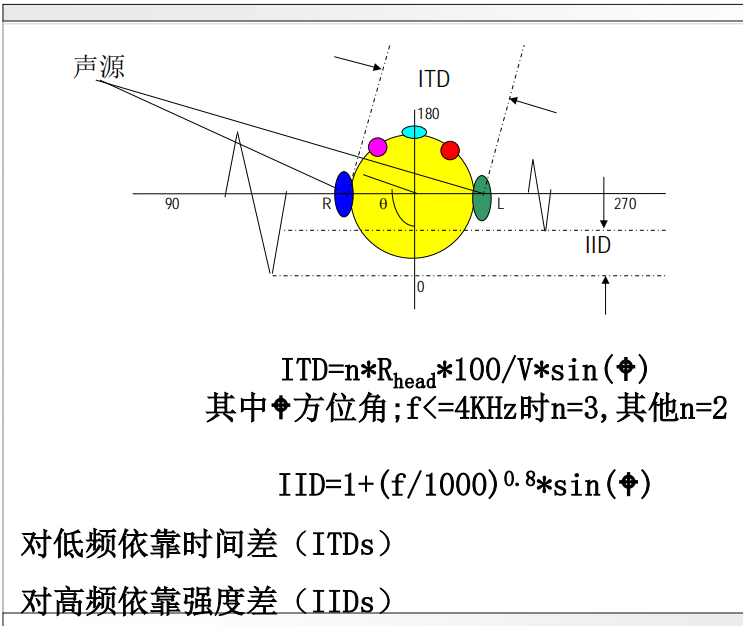 声源
ITD
180
90
R
θ
L
270
IID
0
ITD=n*Rhead*100/V*sin(Φ)
其中Φ方位角;f<=4KHz时n=3,其他n=2
IID=1+(f/1000)0.8*sin(Φ)
对低频依靠时间差（ITDs）
对高频依靠强度差（IIDs）